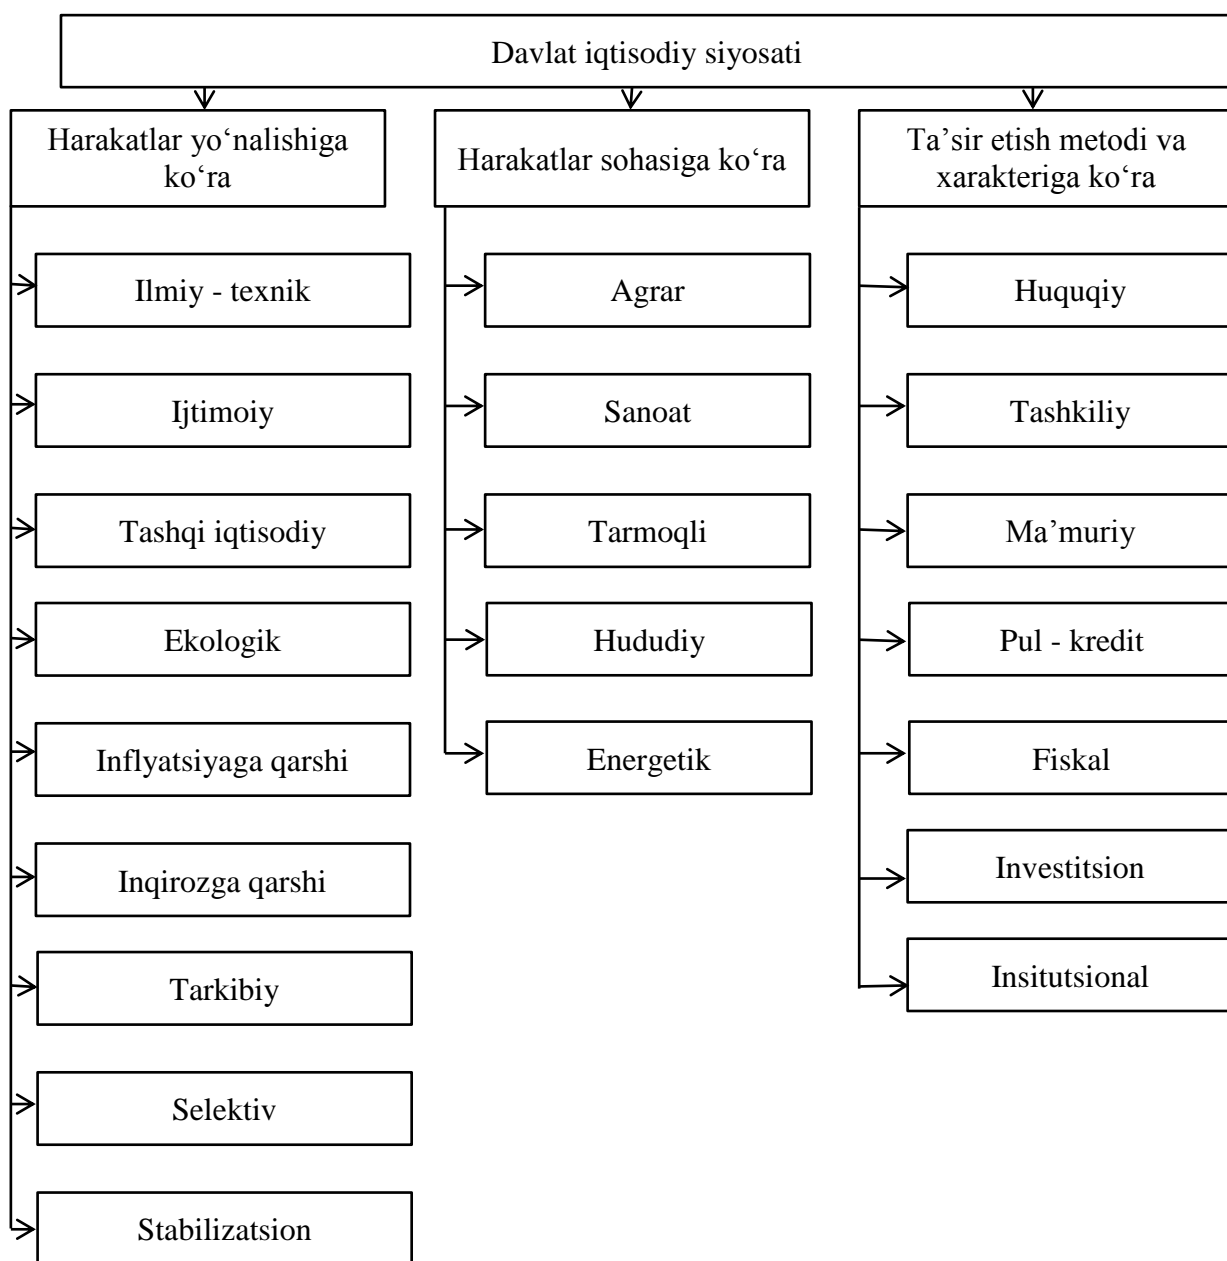 Davlat iqtisodiy siyosati
Harakatlar yo‘nalishiga
ko‘ra
Ilmiy - texnik
Ijtimoiy
Tashqi iqtisodiy
Ekologik
Inflyatsiyaga qarshi
Inqirozga qarshi
Tarkibiy
Selektiv
Stabilizatsion
Harakatlar sohasiga ko‘ra
Agrar
Sanoat
Tarmoqli
Hududiy
Energetik
Ta’sir etish metodi va
xarakteriga ko‘ra
Huquqiy
Tashkiliy
Ma’muriy
Pul - kredit
Fiskal
Investitsion
Insitutsional